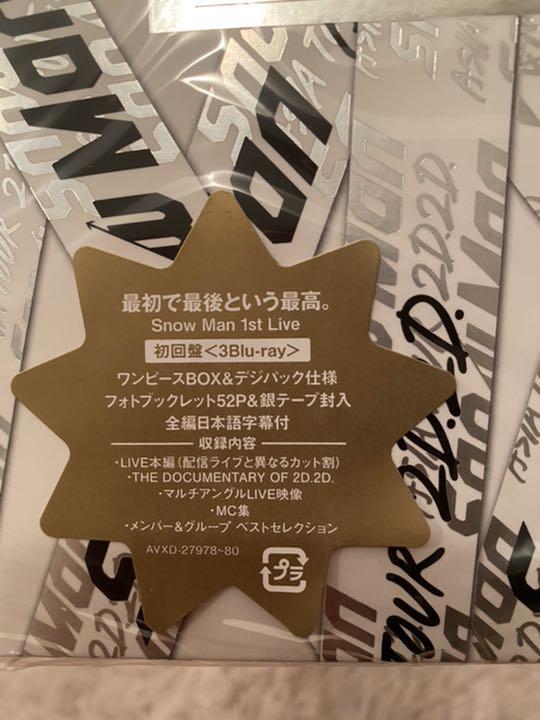 最初で最後という最高。
Snow Man 1st Live
初回盤<3Blu-ray>
ワンピースBOX&デジパック仕様
フォトブックレット52P&銀テープ封入
全編日本語字幕付
収録内容
・LIVE本編(配信ライブと異なるカット割)
・THE DOCUMENTARY OF 2D.2D.
・マルチアングルLIVE映像
・MC集
・メンバー&グループ ベストセレクション
AVXD-27978~80
プラ
2D.2D.
TOUR 2D.2D.